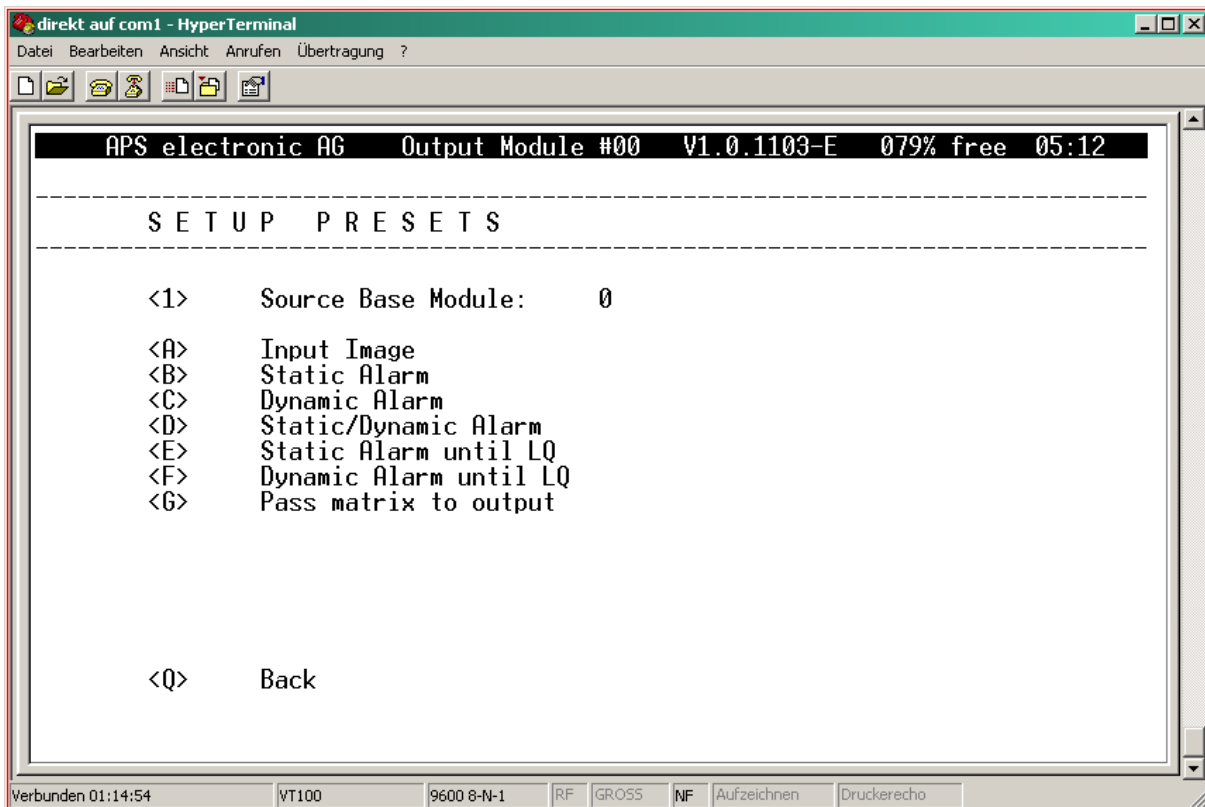 direkt auf com1 - HyperTerminal
Datei Bearbeiten Ansicht Anrufen Übertragung ?
APS electronic AG Output Module #00 V1.0.1103-E 079% free 05:12
SETUP PRESETS
<1> Source Base Module: 0
<A> Input Image
<B> Static Alarm
<C> Dynamic Alarm
<D> Static/Dynamic Alarm
<E> Static Alarm until LQ
<F> Dynamic Alarm until LQ
<G> Pass matrix to output
<Q> Back
Verbunden 01:14:54 VT100 9600 8-N-1 RF GROSS NF Aufzeichnen Druckerecho